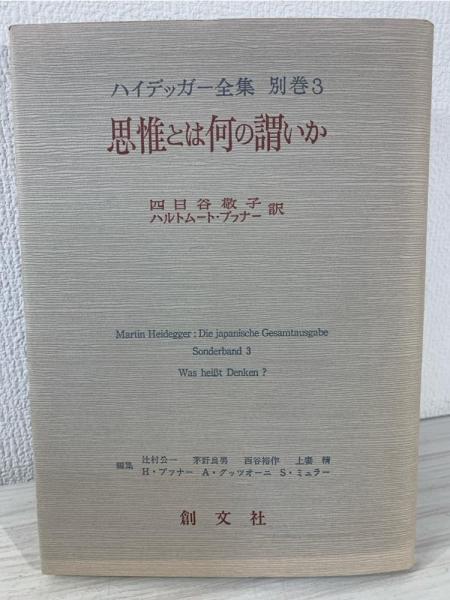 ハイデッガー全集 別巻3
思惟とは何の謂いか
四日谷敬子
ハルトムート・ブァナー 訳
Martin Heidegger : Die japanische Gesamtausgabe
Sonderband 3
Was heißt Denken ?
編集 辻村公一 茅野良男 西谷裕作 上妻精
H・ブァナー A・グッツオーニ S・ミュラー
創文社